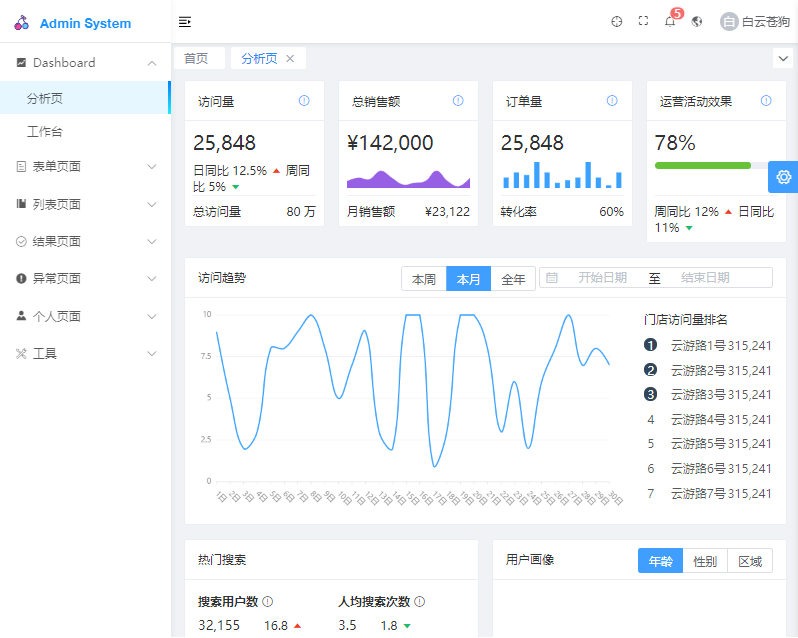 Admin System
5
白 白云苍狗
Dashboard
分析页
工作台
表单页面
列表页面
结果页面
异常页面
个人页面
工具
首页
分析页
访问量
25,848
日同比 12.5% 周同
比 5%
总访问量 80 万
总销售额
¥142,000
月销售额 ¥23,122
订单量
25,848
转化率 60%
运营活动效果
78%
周同比 12% 日同比
11%
访问趋势
本周 本月 全年 开始日期 至 结束日期
10
7.5
5
2.5
0
1日 2日 3日 4日 5日 6日 7日 8日 9日 10日 11日 12日 13日 14日 15日 16日 17日 18日 19日 20日 21日 22日 23日 24日 25日 26日 27日 28日 29日 30日
门店访问量排名
1 云游路1号 315,241
2 云游路2号 315,241
3 云游路3号 315,241
4 云游路4号 315,241
5 云游路5号 315,241
6 云游路6号 315,241
7 云游路7号 315,241
热门搜索
搜索用户数 人均搜索次数
32,155 16.8 3.5 1.8
用户画像
年龄 性别 区域